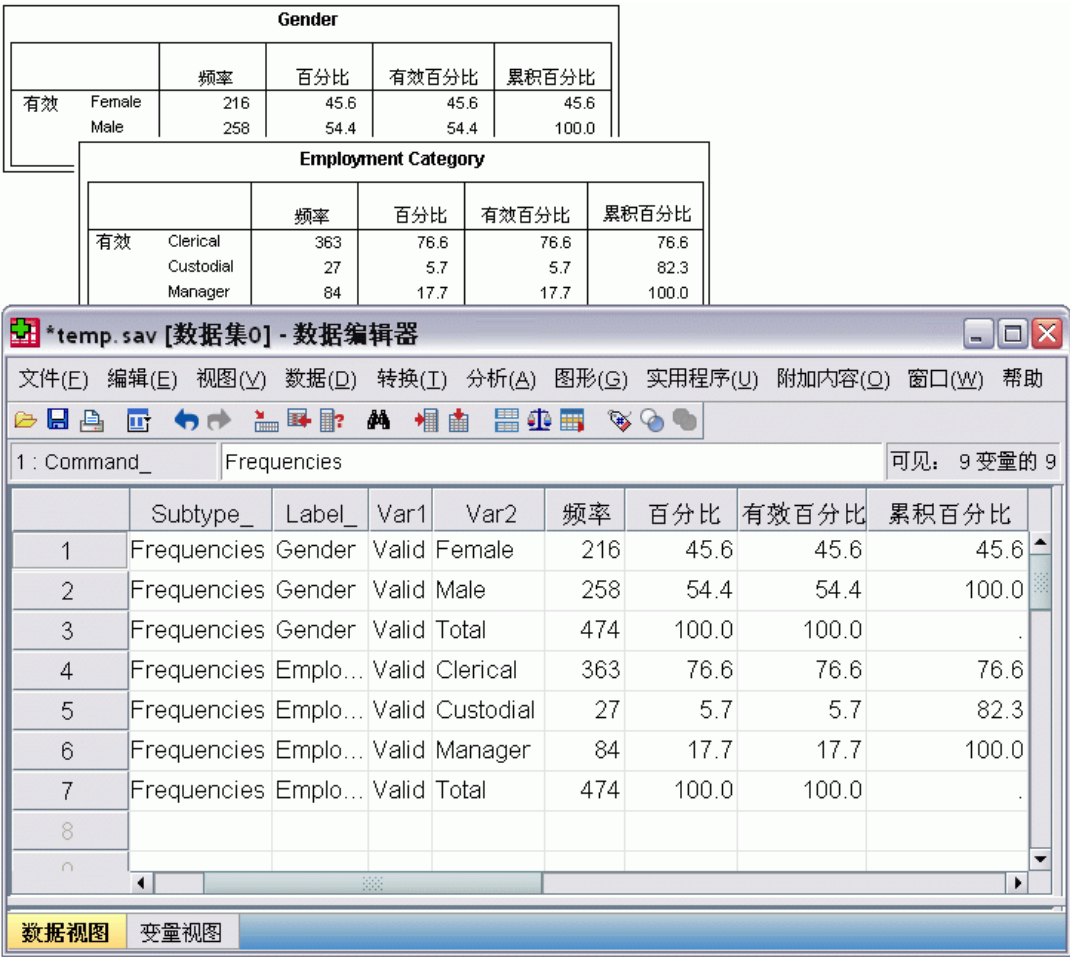 Gender
频率 百分比 有效百分比 累积百分比
有效 Female 216 45.6 45.6 45.6
Male 258 54.4 54.4 100.0
Employment Category
频率 百分比 有效百分比 累积百分比
有效 Clerical 363 76.6 76.6 76.6
Custodial 27 5.7 5.7 82.3
Manager 84 17.7 17.7 100.0
*temp.sav [数据集0] - 数据编辑器
文件(F) 编辑(E) 视图(V) 数据(D) 转换(T) 分析(A) 图形(G) 实用程序(U) 附加内容(O) 窗口(W) 帮助
1 : Command_ Frequencies 可见: 9 变量的 9
Subtype_ Label_ Var1 Var2 频率 百分比 有效百分比 累积百分比
1 Frequencies Gender Valid Female 216 45.6 45.6 45.6
2 Frequencies Gender Valid Male 258 54.4 54.4 100.0
3 Frequencies Gender Valid Total 474 100.0 100.0 .
4 Frequencies Emplo... Valid Clerical 363 76.6 76.6 76.6
5 Frequencies Emplo... Valid Custodial 27 5.7 5.7 82.3
6 Frequencies Emplo... Valid Manager 84 17.7 17.7 100.0
7 Frequencies Emplo... Valid Total 474 100.0 100.0 .
8
数据视图 变量视图